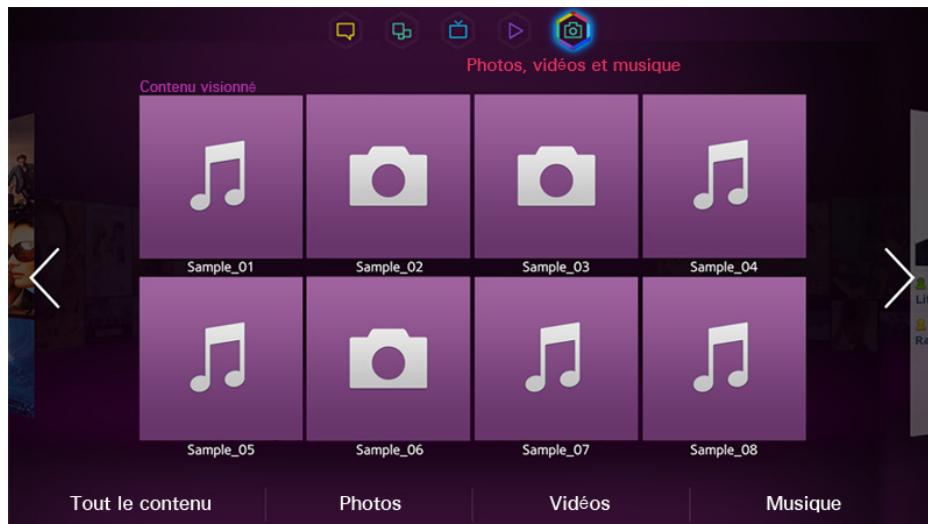 Photos, vidéos et musique
Contenu visionné
Sample_01 Sample_02 Sample_03 Sample_04
Sample_05 Sample_06 Sample_07 Sample_08
Tout le contenu Photos Vidéos Musique